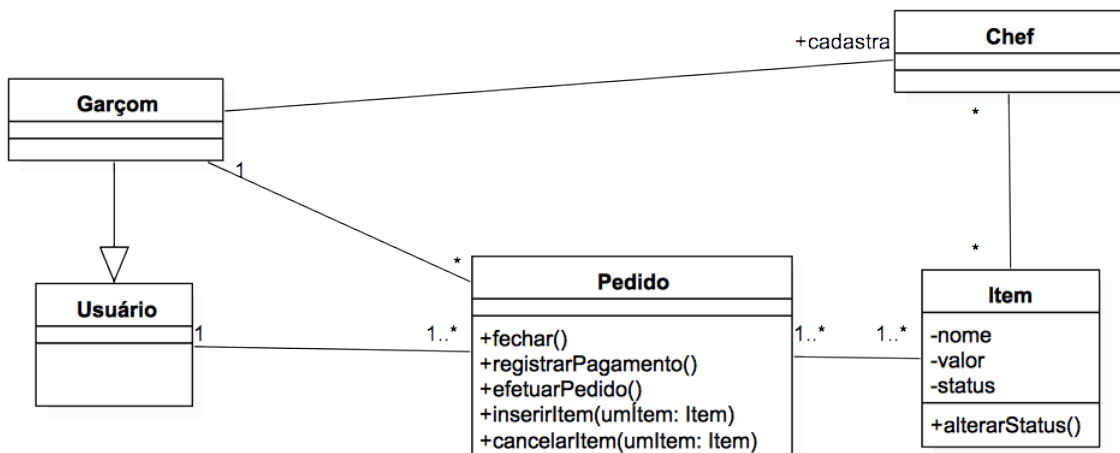 Chef
+cadastra
Garçom
*
1
*
*
Pedido
Item
Usuário
1
1..*
1..*
1..*
+fechar()
+registrarPagamento()
+efetuarPedido()
+inserirItem(umÍtem: Item)
+cancelarItem(umItem: Item)
-nome
-valor
-status
+alterarStatus()